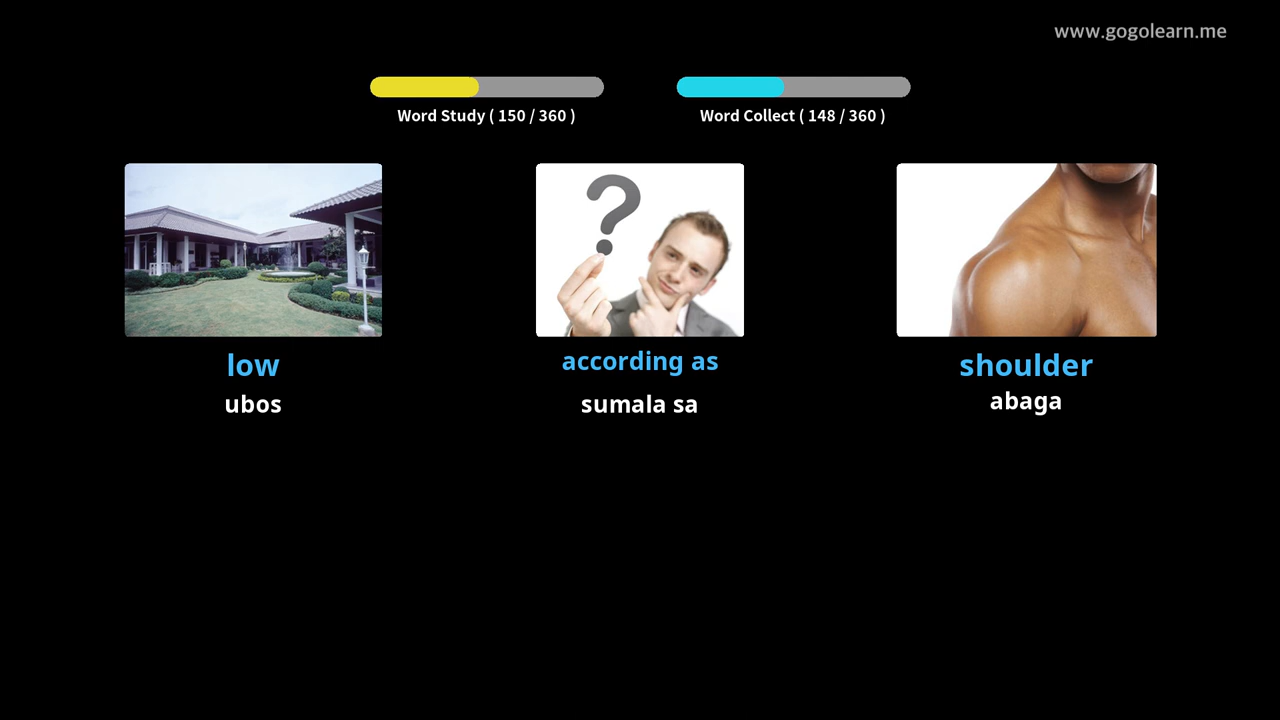 www.gogolearn.me
Word Study ( 150 / 360 )
Word Collect ( 148 / 360 )
low
according as
shoulder
ubos
sumala sa
abaga